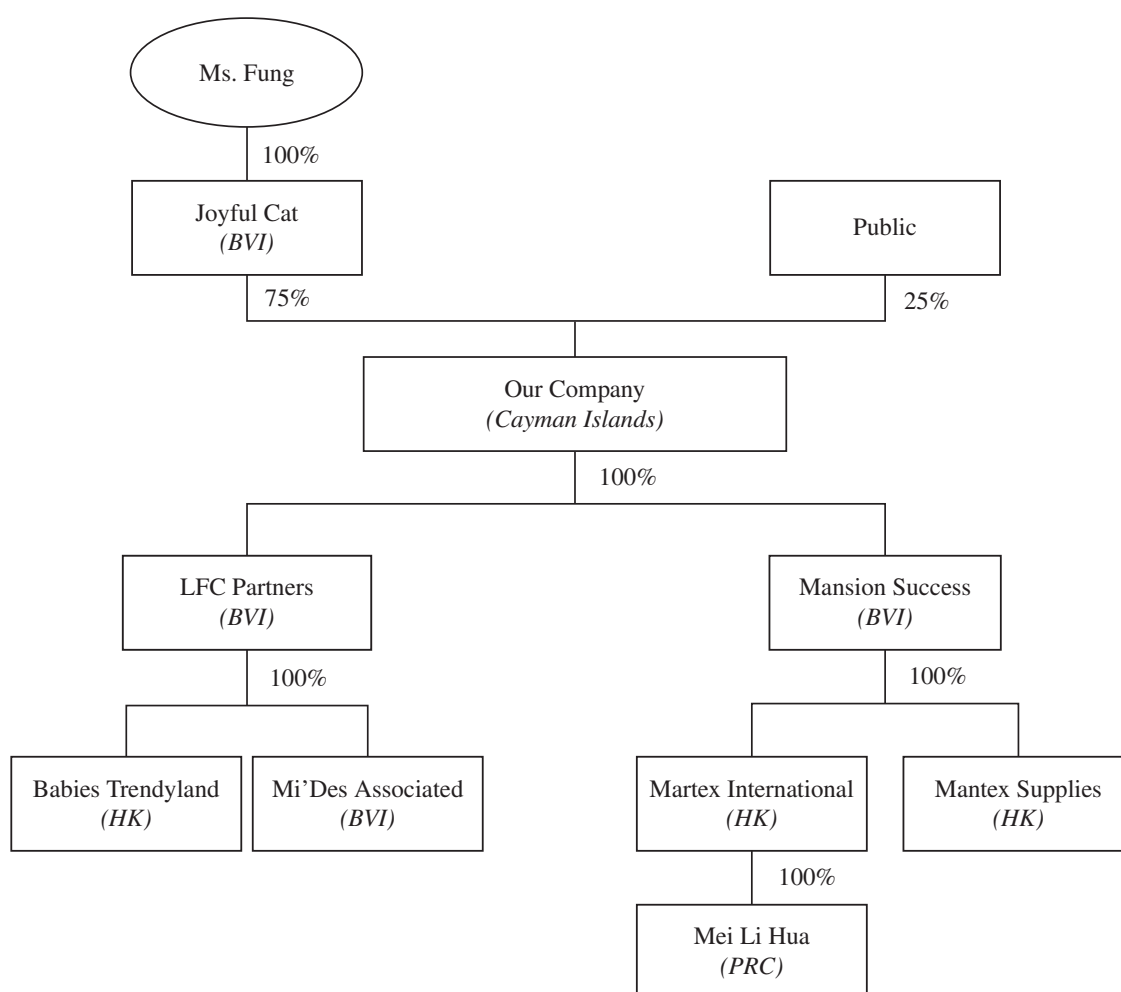 Ms. Fung
100%
Joyful Cat
(BVI)
Public
75%
25%
Our Company
(Cayman Islands)
100%
LFC Partners
(BVI)
Mansion Success
(BVI)
100%
100%
Babies Trendyland
(HK)
Mi’Des Associated
(BVI)
Martex International
(HK)
Mantex Supplies
(HK)
100%
Mei Li Hua
(PRC)